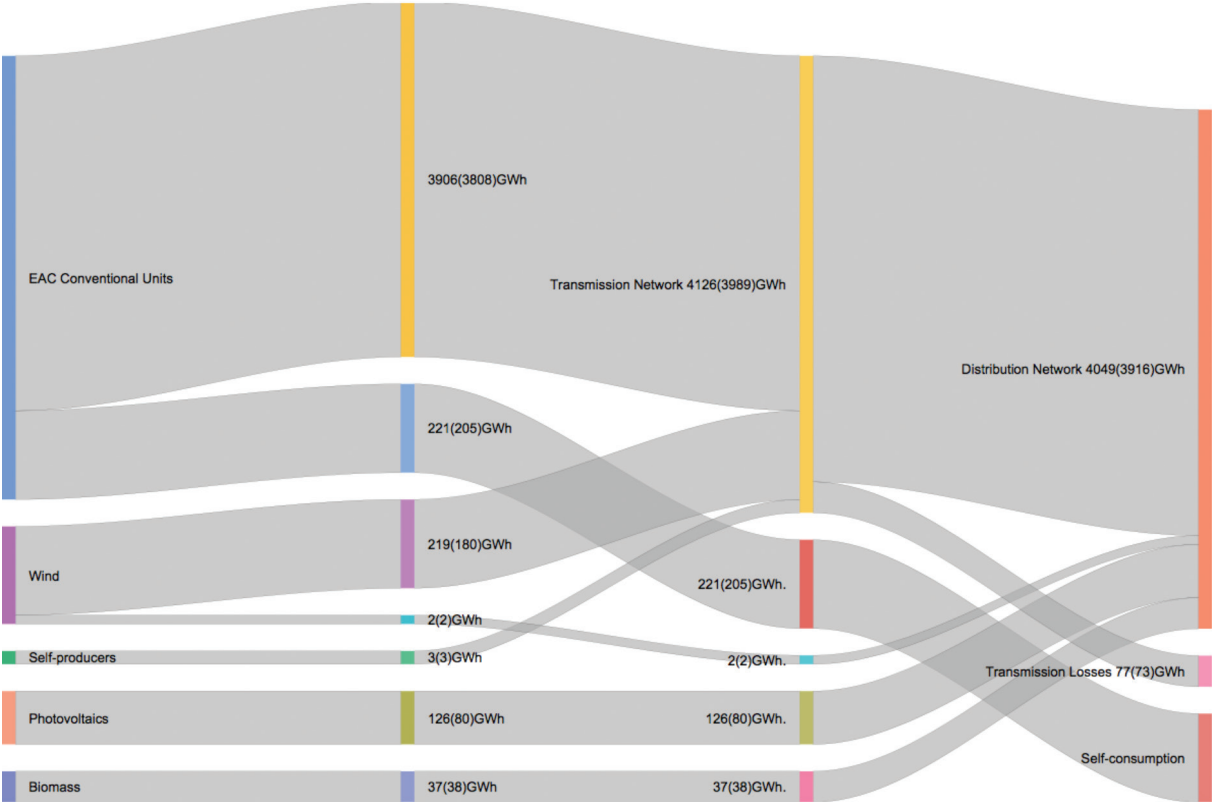 EAC Conventional Units
Wind
Self-producers
Photovoltaics
Biomass
3906(3808)GWh
221(205)GWh
219(180)GWh
2(2)GWh
3(3)GWh
126(80)GWh
37(38)GWh
Transmission Network 4126(3989)GWh
221(205)GWh.
2(2)GWh.
126(80)GWh.
37(38)GWh.
Distribution Network 4049(3916)GWh
Transmission Losses 77(73)GWh
Self-consumption